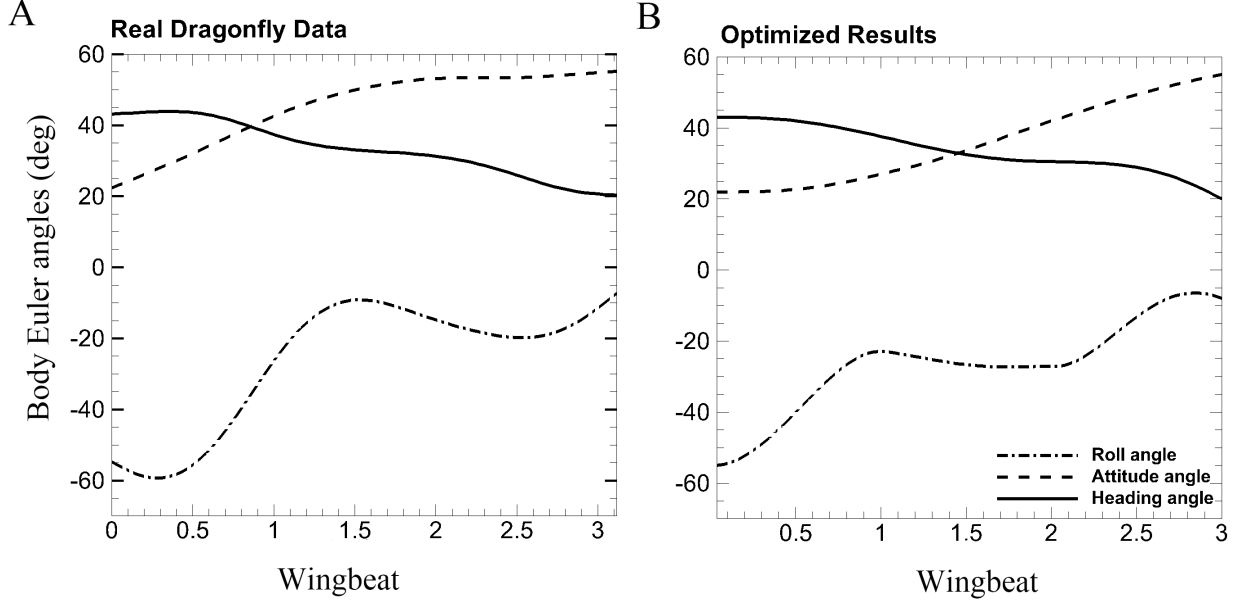 A
Real Dragonfly Data
Body Euler angles (deg)
60
40
20
0
-20
-40
-60
0 0.5 1 1.5 2 2.5 3
Wingbeat
B
Optimized Results
60
40
20
0
-20
-40
-60
Roll angle
Attitude angle
Heading angle
0.5 1 1.5 2 2.5 3
Wingbeat